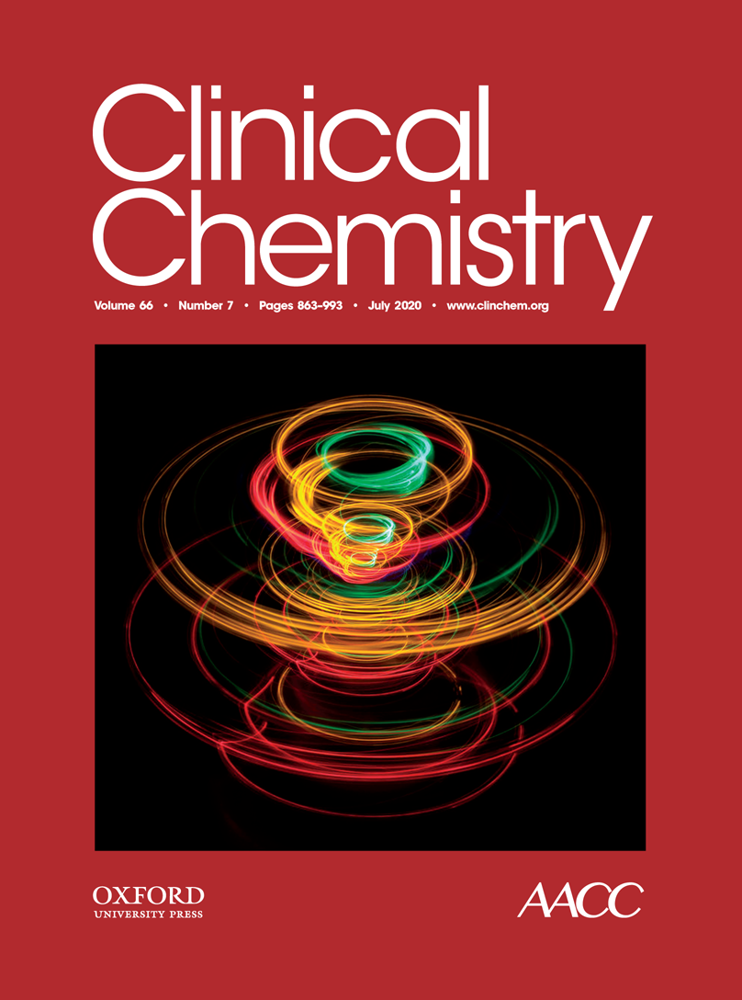 Clinical
Chemistry
Volume 66 • Number 7 • Pages 863–993 • July 2020 • www.clinchem.org
OXFORD
UNIVERSITY PRESS
AACC